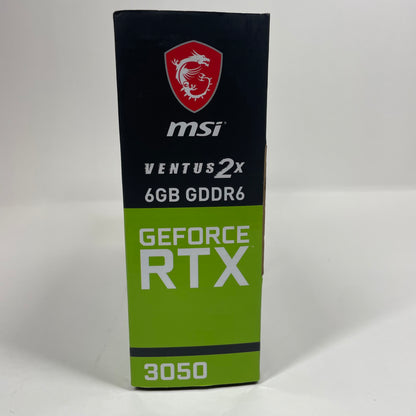 msi
VENTUS 2X
6GB GDDR6
GEFORCE
RTX
3050